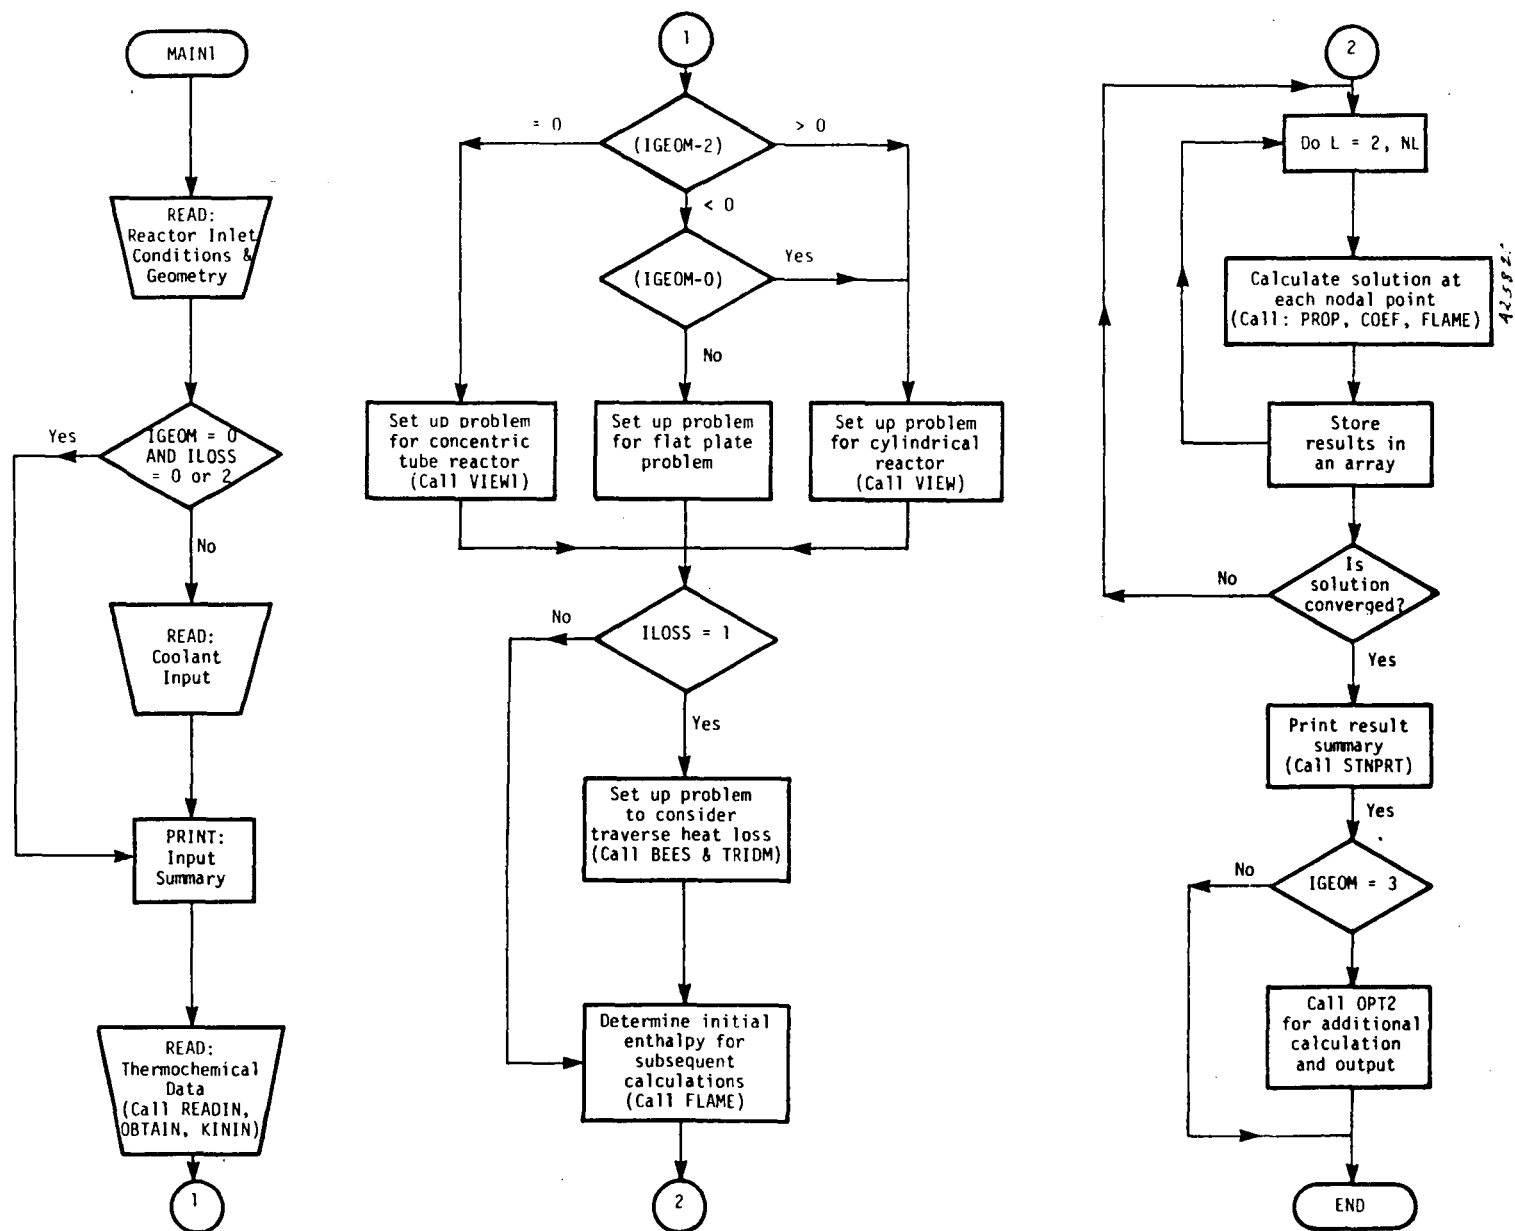 MAIN1
READ:
Reactor Inlet
Conditions &
Geometry
IGEOM = 0
AND ILOSS
= 0 or 2
Yes
No
READ:
Coolant
Input
PRINT:
Input
Summary
READ:
Thermochemical
Data
(Call READIN,
OBTAIN, KININ)
1
1
(IGEOM-2)
= 0
> 0
< 0
(IGEOM-0)
Yes
No
Set up problem
for concentric
tube reactor
(Call VIEW1)
Set up problem
for flat plate
problem
Set up problem
for cylindrical
reactor
(Call VIEW)
ILOSS = 1
No
Yes
Set up problem
to consider
traverse heat loss
(Call BEES & TRIDM)
Determine initial
enthalpy for
subsequent
calculations
(Call FLAME)
2
2
Do L = 2, NL
Calculate solution at
each nodal point
(Call: PROP, COEF, FLAME)
Store
results in
an array
Is
solution
converged?
No
Yes
Print result
summary
(Call STNPRT)
Yes
IGEOM = 3
No
Call OPT2
for additional
calculation
and output
END